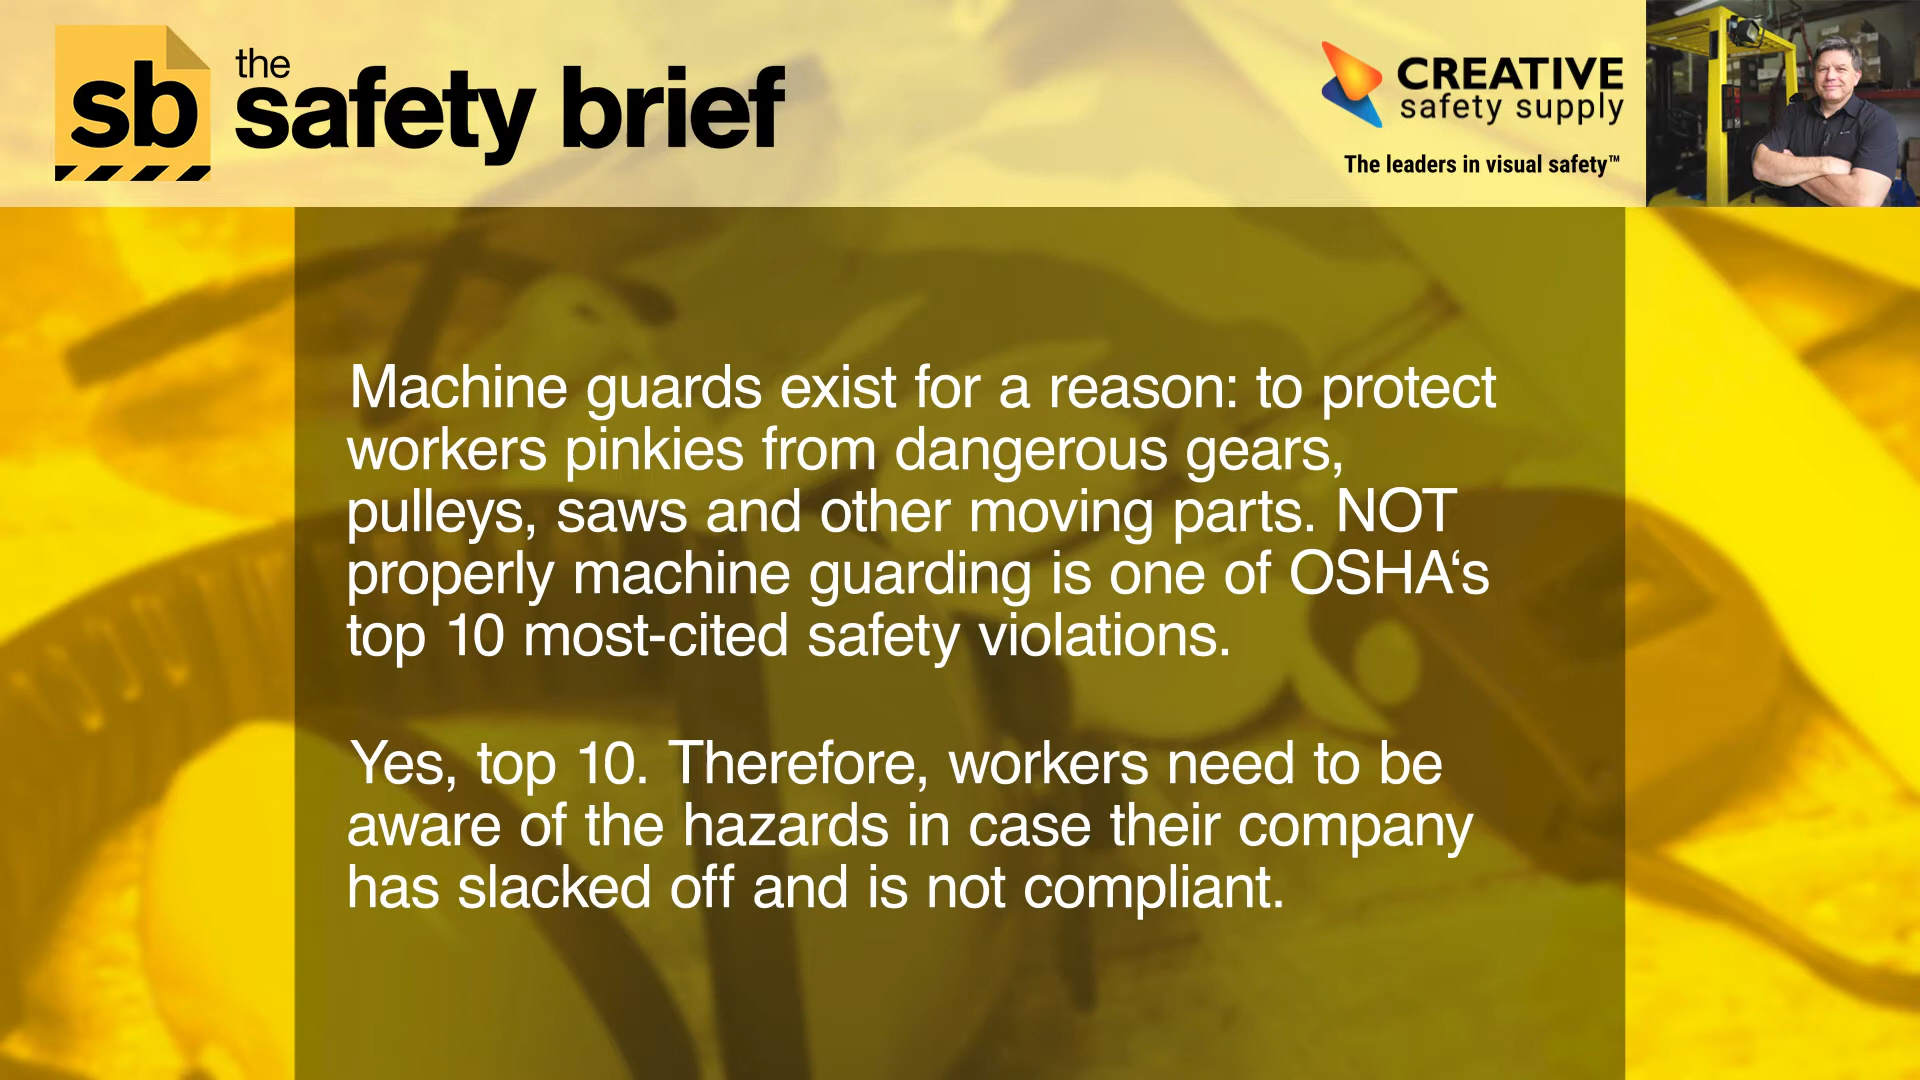 sb
the
safety brief
CREATIVE
safety supply
The leaders in visual safety™
Machine guards exist for a reason: to protect
workers pinkies from dangerous gears,
pulleys, saws and other moving parts. NOT
properly machine guarding is one of OSHA‘s
top 10 most-cited safety violations.
Yes, top 10. Therefore, workers need to be
aware of the hazards in case their company
has slacked off and is not compliant.